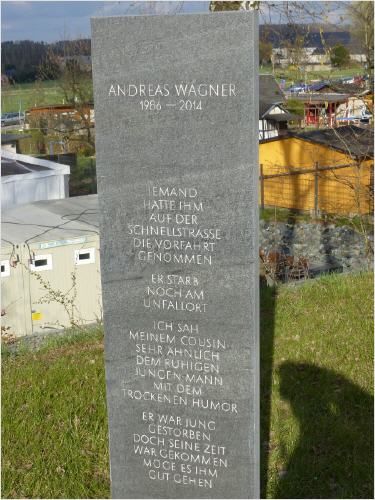 ANDREAS WAGNER
1986 — 2014
JEMAND
HATTE IHM
AUF DER
SCHNELLSTRASSE
DIE VORFAHRT
GENOMMEN
ER STARB
NOCH AM
UNFALLORT
ICH SAH
MEINEM COUSIN
SEHR ÄHNLICH
DEM RUHIGEN
JUNGEN MANN
MIT DEM
TROCKENEN HUMOR
ER WAR JUNG
GESTORBEN
DOCH SEINE ZEIT
WAR GEKOMMEN
MÖGE ES IHM
GUT GEHEN